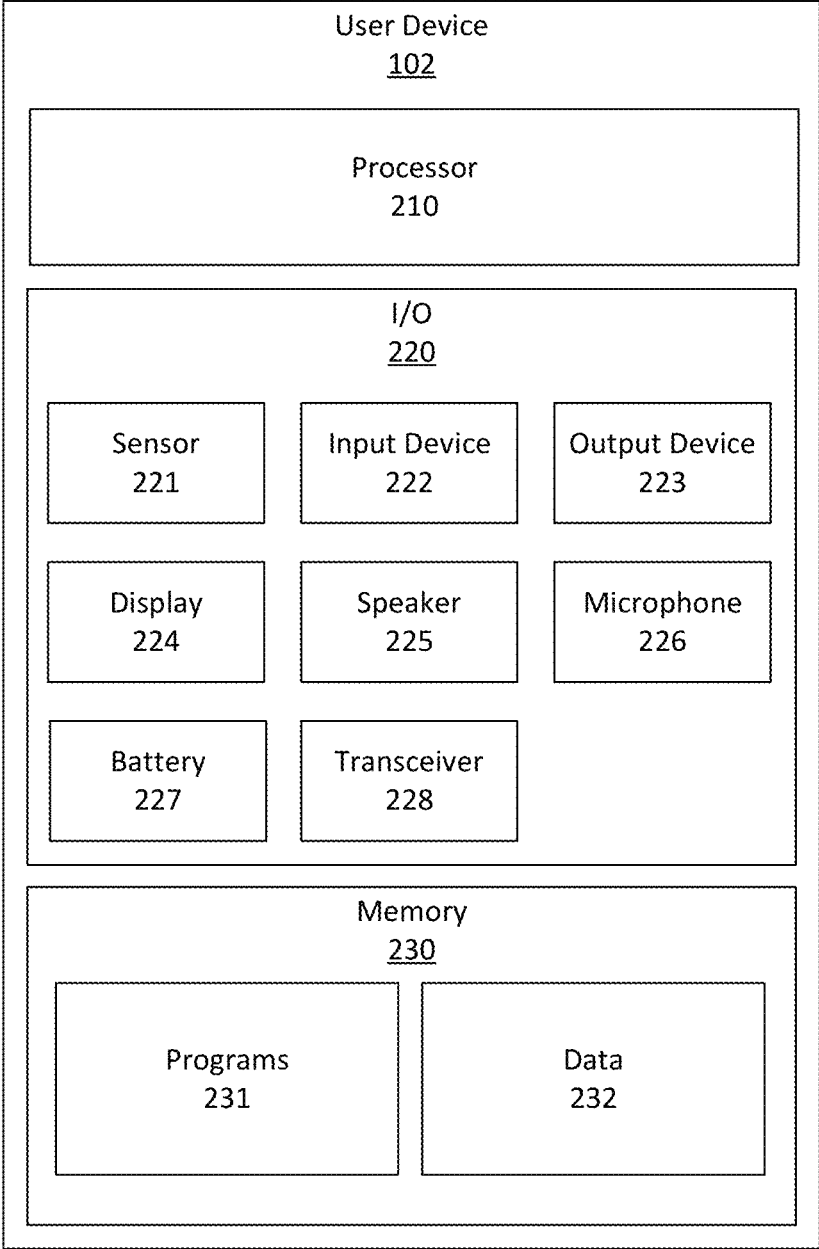 User Device
102
Processor
210
I/O
220
Sensor
221
Input Device
222
Output Device
223
Display
224
Speaker
225
Microphone
226
Battery
227
Transceiver
228
Memory
230
Programs
231
Data
232